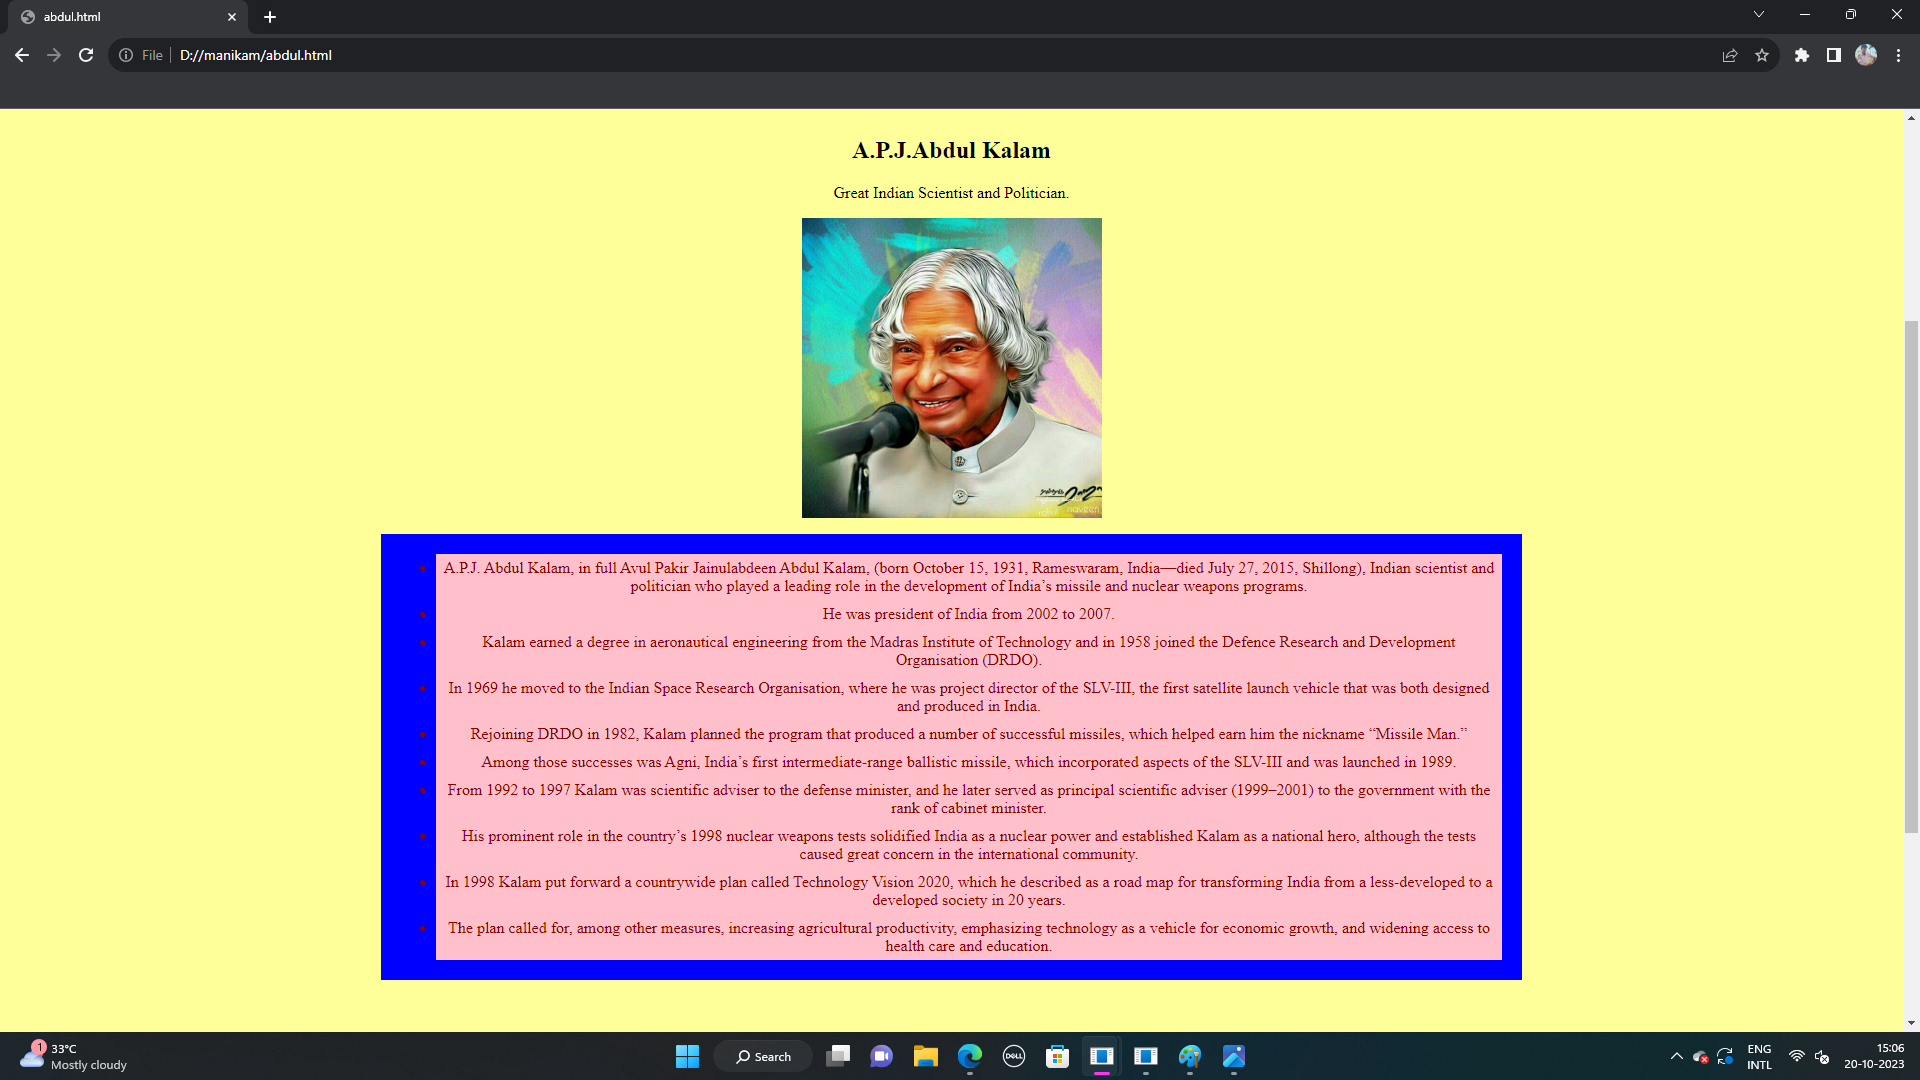 abdul.html
File
D://manikam/abdul.html
A.P.J.Abdul Kalam
Great Indian Scientist and Politician.
naveen
A.P.J. Abdul Kalam, in full Avul Pakir Jainulabdeen Abdul Kalam, (born October 15, 1931, Rameswaram, India—died July 27, 2015, Shillong), Indian scientist and
politician who played a leading role in the development of India’s missile and nuclear weapons programs.
He was president of India from 2002 to 2007.
Kalam earned a degree in aeronautical engineering from the Madras Institute of Technology and in 1958 joined the Defence Research and Development
Organisation (DRDO).
In 1969 he moved to the Indian Space Research Organisation, where he was project director of the SLV-III, the first satellite launch vehicle that was both designed
and produced in India.
Rejoining DRDO in 1982, Kalam planned the program that produced a number of successful missiles, which helped earn him the nickname “Missile Man.”
Among those successes was Agni, India’s first intermediate-range ballistic missile, which incorporated aspects of the SLV-III and was launched in 1989.
From 1992 to 1997 Kalam was scientific adviser to the defense minister, and he later served as principal scientific adviser (1999–2001) to the government with the
rank of cabinet minister.
His prominent role in the country’s 1998 nuclear weapons tests solidified India as a nuclear power and established Kalam as a national hero, although the tests
caused great concern in the international community.
In 1998 Kalam put forward a countrywide plan called Technology Vision 2020, which he described as a road map for transforming India from a less-developed to a
developed society in 20 years.
The plan called for, among other measures, increasing agricultural productivity, emphasizing technology as a vehicle for economic growth, and widening access to
health care and education.
1
33°C
Mostly cloudy
Search
DELL
ENG
INTL
15:06
20-10-2023